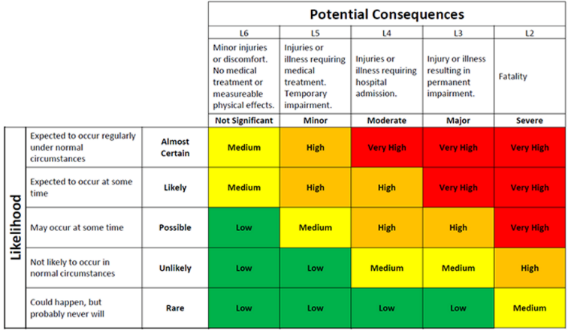 Potential Consequences
L6 L5 L4 L3 L2
Minor injuries
or discomfort.
No medical
treatment or
measureable
physical effects.
Injuries or
illness requiring
medical
treatment.
Temporary
impairment.
Injuries or
illness requiring
hospital
admission.
Injury or illness
resulting in
permanent
impairment.
Fatality
Not Significant Minor Moderate Major Severe
Likelihood
Expected to occur regularly
under normal
circumstances
Almost
Certain
Medium High Very High Very High Very High
Expected to occur at some
time
Likely
Medium High High Very High Very High
May occur at some time
Possible
Low Medium High High Very High
Not likely to occur in
normal circumstances
Unlikely
Low Low Medium Medium High
Could happen, but
probably never will
Rare
Low Low Low Low Medium